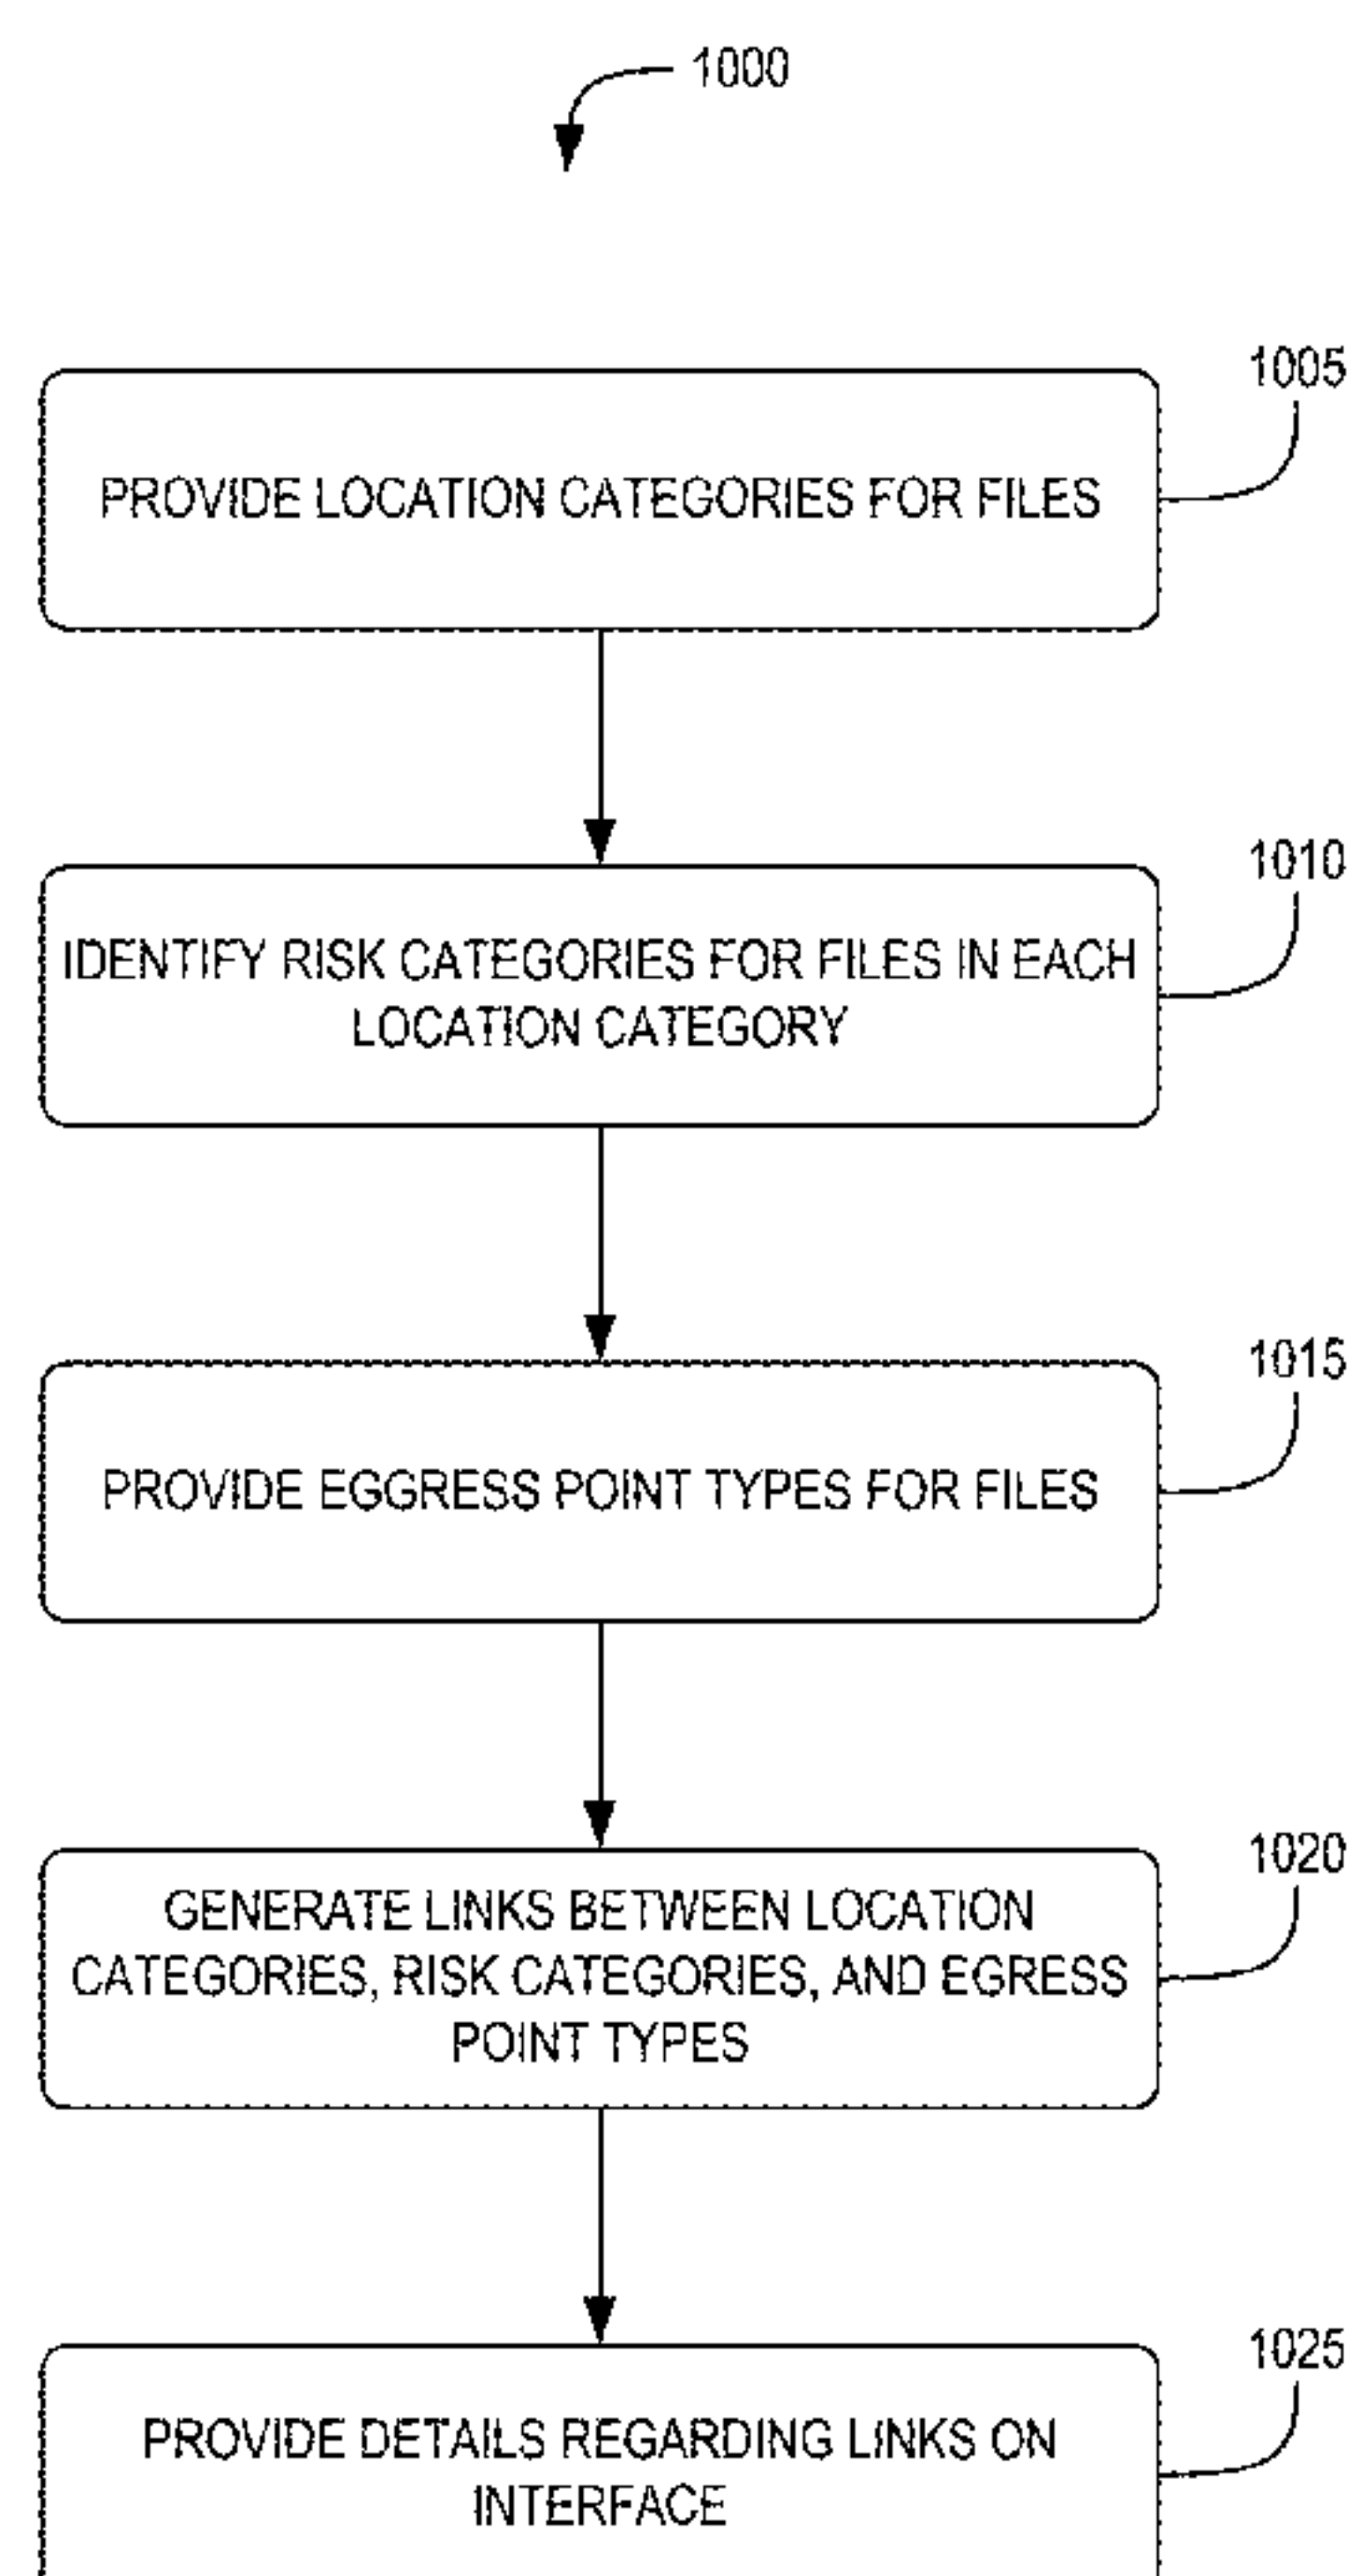 1000
1005
PROVIDE LOCATION CATEGORIES FOR FILES
1010
IDENTIFY RISK CATEGORIES FOR FILES IN EACH
LOCATION CATEGORY
1015
PROVIDE EGGRESS POINT TYPES FOR FILES
1020
GENERATE LINKS BETWEEN LOCATION
CATEGORIES, RISK CATEGORIES, AND EGRESS
POINT TYPES
1025
PROVIDE DETAILS REGARDING LINKS ON
INTERFACE